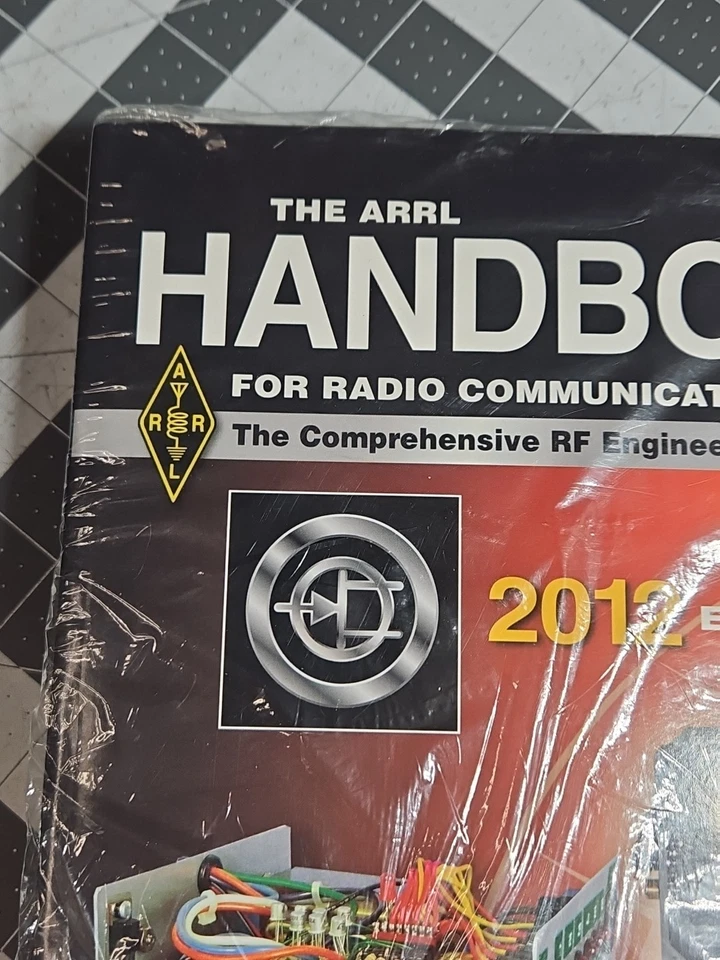 THE ARRL
HANDBO
FOR RADIO COMMUNICAT
The Comprehensive RF Enginee
A
R R
L
2012 E